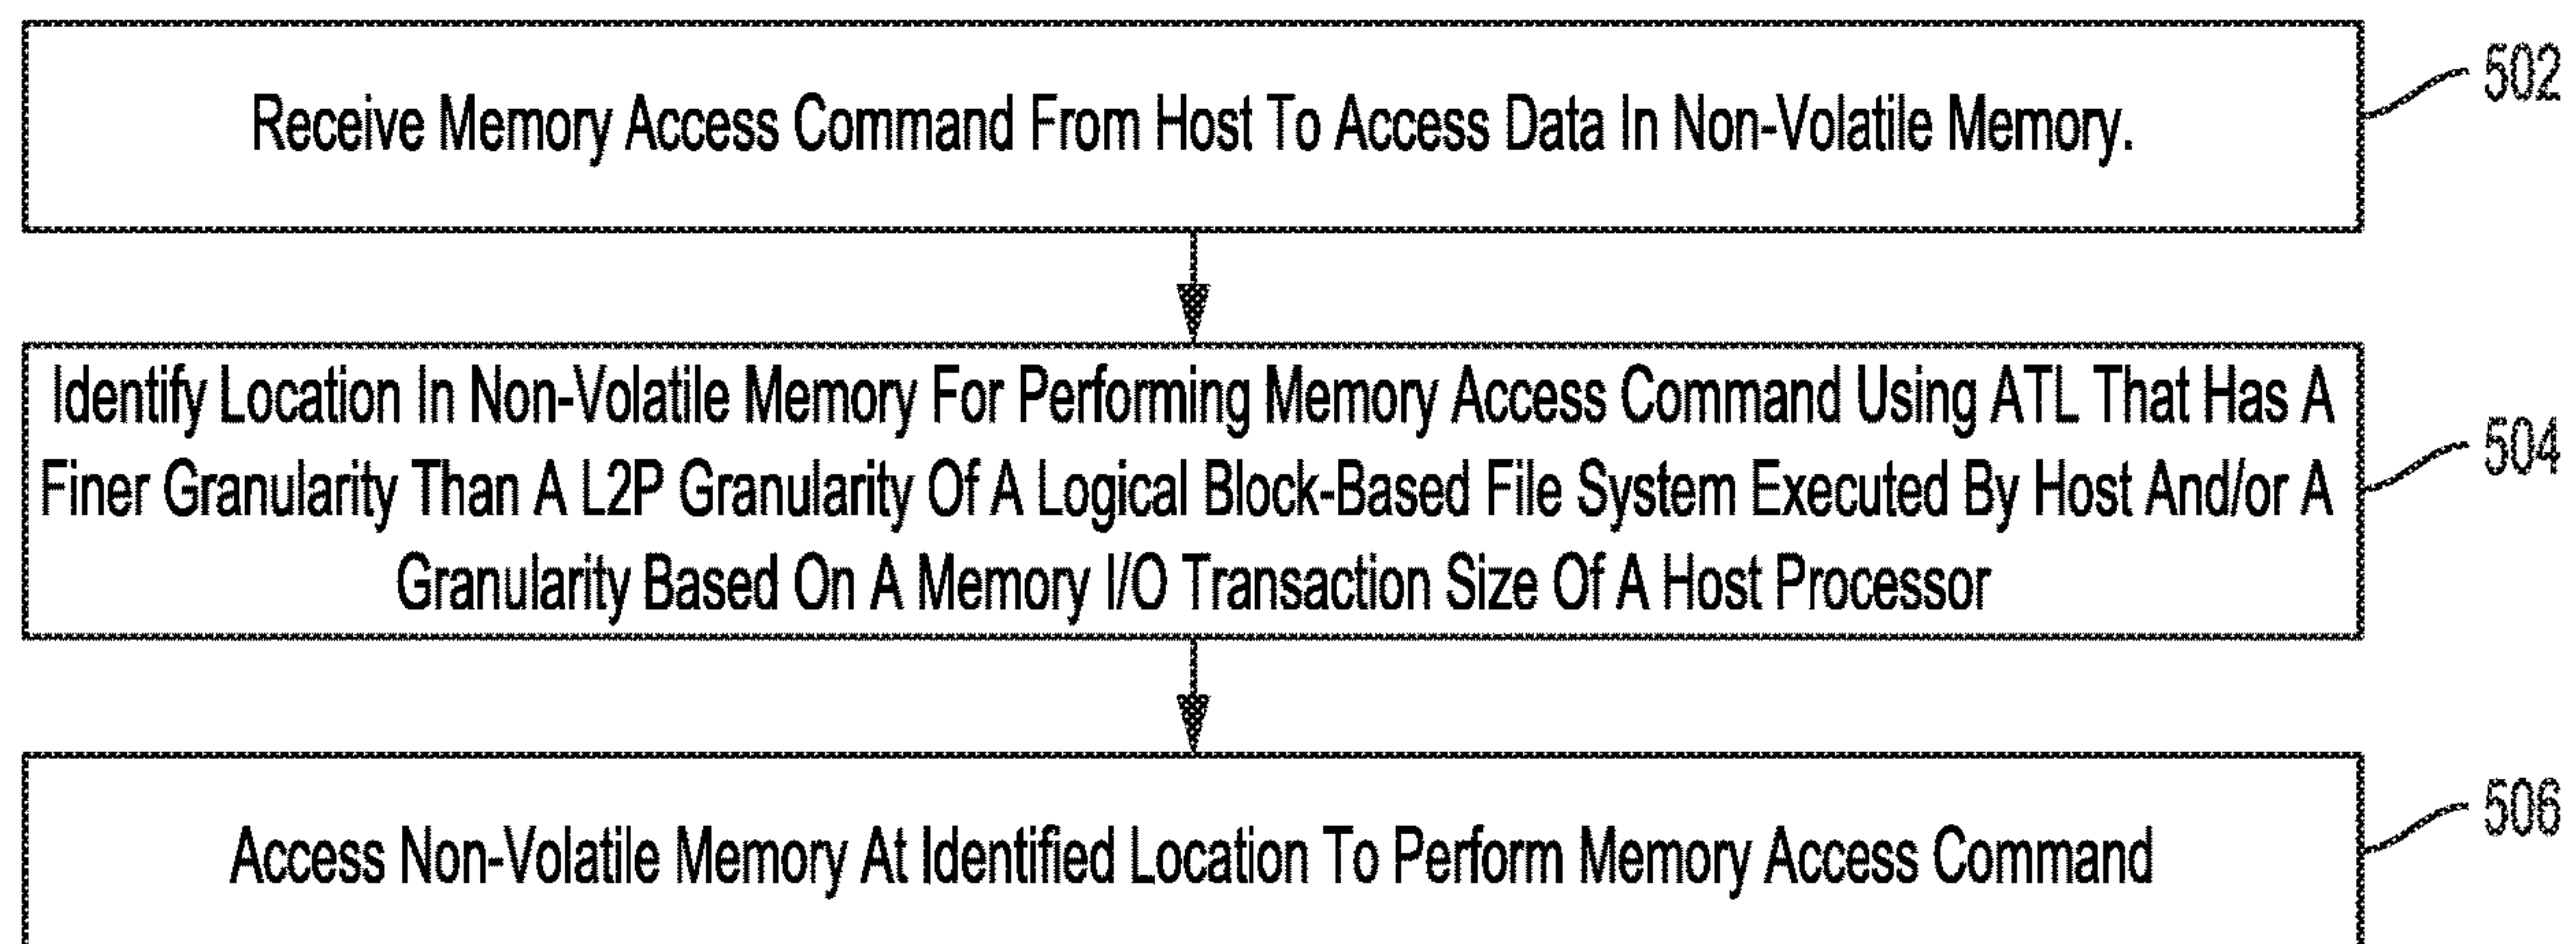 Receive Memory Access Command From Host To Access Data In Non-Volatile Memory.
502
Identify Location In Non-Volatile Memory For Performing Memory Access Command Using ATL That Has A
Finer Granularity Than A L2P Granularity Of A Logical Block-Based File System Executed By Host And/or A
Granularity Based On A Memory I/O Transaction Size Of A Host Processor
504
Access Non-Volatile Memory At Identified Location To Perform Memory Access Command
506